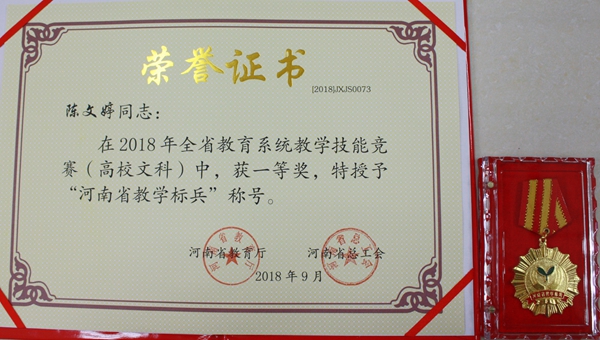 荣誉证书
[2018]JXJS0073
陈文婷同志：
在2018年全省教育系统教学技能竞
赛（高校文科）中，获一等奖，特授予
“河南省教学标兵”称号。
河南省教育厅 河南省总工会
2018年9月